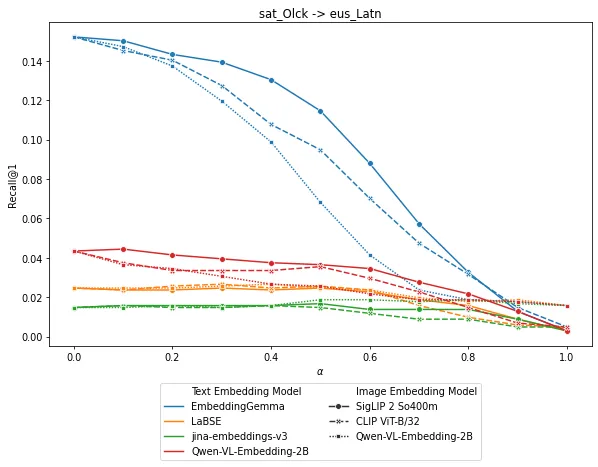 sat_Olck -> eus_Latn
Recall@1
0.14
0.12
0.10
0.08
0.06
0.04
0.02
0.00
0.0 0.2 0.4 0.6 0.8 1.0
α
Text Embedding Model Image Embedding Model
EmbeddingGemma SigLIP 2 So400m
LaBSE CLIP ViT-B/32
jina-embeddings-v3 Qwen-VL-Embedding-2B
Qwen-VL-Embedding-2B